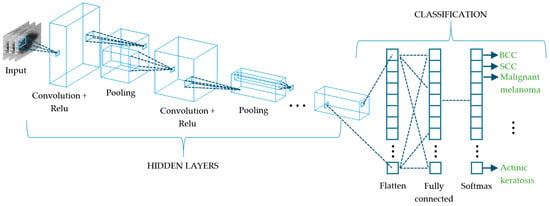 CLASSIFICATION
Input
Convolution +
Relu
Pooling
Convolution +
Relu
Pooling
HIDDEN LAYERS
BCC
SCC
Malignant
melanoma
Actinic
keratosis
Flatten
Fully
connected
Softmax